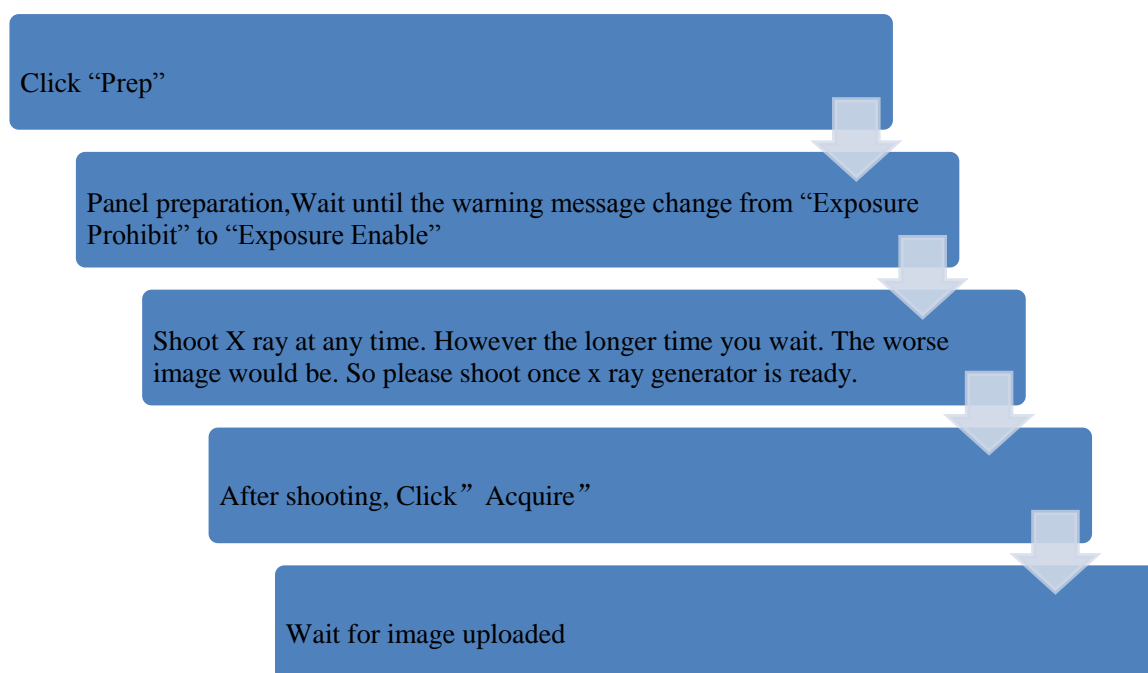 Click “Prep”
Panel preparation,Wait until the warning message change from “Exposure
Prohibit” to “Exposure Enable”
Shoot X ray at any time. However the longer time you wait. The worse
image would be. So please shoot once x ray generator is ready.
After shooting, Click” Acquire”
Wait for image uploaded